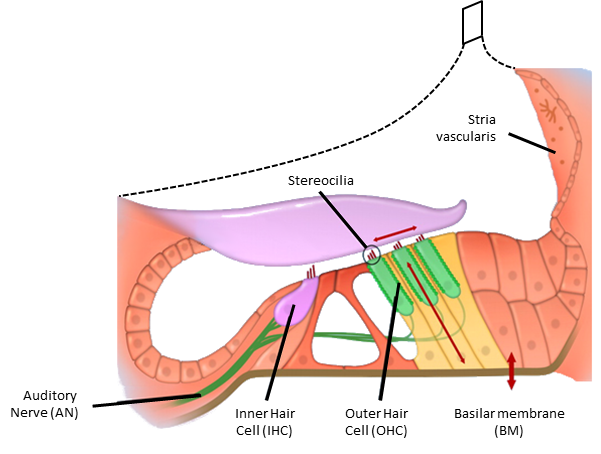 Stria
vascularis
Stereocilia
Auditory
Nerve (AN)
Inner Hair
Cell (IHC)
Outer Hair
Cell (OHC)
Basilar membrane
(BM)